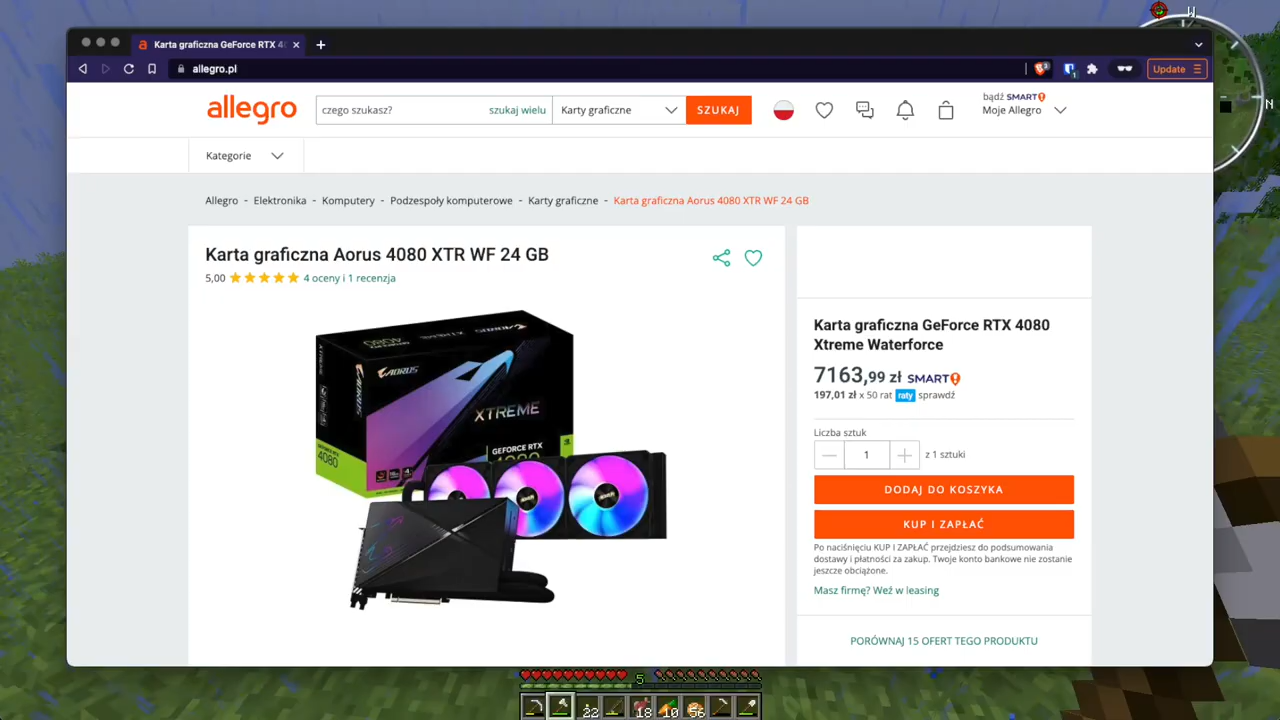 W
Karta graficzna GeForce RTX 4
allegro.pl
Update
allegro
czego szukasz?
szukaj wielu
Karty graficzne
SZUKAJ
bądź SMART!
Moje Allegro
N
Kategorie
Allegro - Elektronika - Komputery - Podzespoły komputerowe - Karty graficzne - Karta graficzna Aorus 4080 XTR WF 24 GB
Karta graficzna Aorus 4080 XTR WF 24 GB
5,00
4 oceny i 1 recenzja
AORUS
XTREME
GEFORCE RTX
4080
4080
Karta graficzna GeForce RTX 4080
Xtreme Waterforce
7163,99 zł SMART!
197,01 zł x 50 rat raty sprawdź
Liczba sztuk
1
z 1 sztuki
DODAJ DO KOSZYKA
KUP I ZAPŁAĆ
Po naciśnięciu KUP I ZAPŁAĆ przejdziesz do podsumowania
dostawy i płatności za zakup. Twoje konto bankowe nie zostanie
jeszcze obciążone.
Masz firmę? Weź w leasing
PORÓWNAJ 15 OFERT TEGO PRODUKTU
5
22
18
10
56